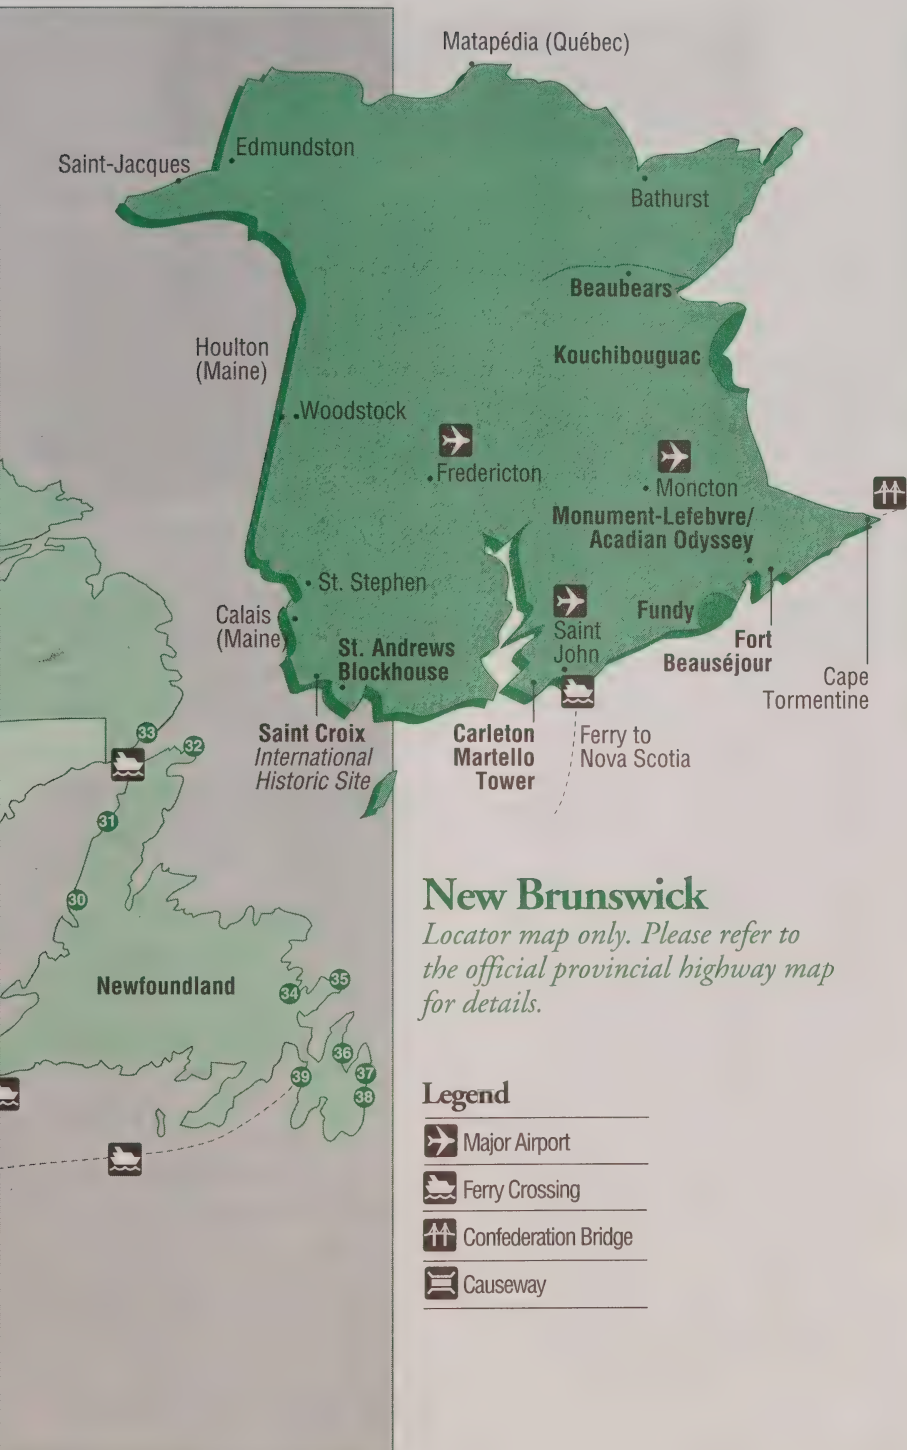 Matapédia (Québec)
Edmundston
Saint-Jacques
Bathurst
Beaubears
Houlton
(Maine)
Kouchibouguac
Woodstock
Fredericton
Moncton
Monument-Lefebvre/
Acadian Odyssey
St. Stephen
Calais
(Maine)
Saint
John
Fundy
St. Andrews
Blockhouse
Fort
Beauséjour
Cape
Tormentine
Saint Croix
International
Historic Site
Carleton
Martello
Tower
Ferry to
Nova Scotia
33
32
31
30
Newfoundland
35
34
36
39
37
38
New Brunswick
Locator map only. Please refer to
the official provincial highway map
for details.
Legend
Major Airport
Ferry Crossing
Confederation Bridge
Causeway